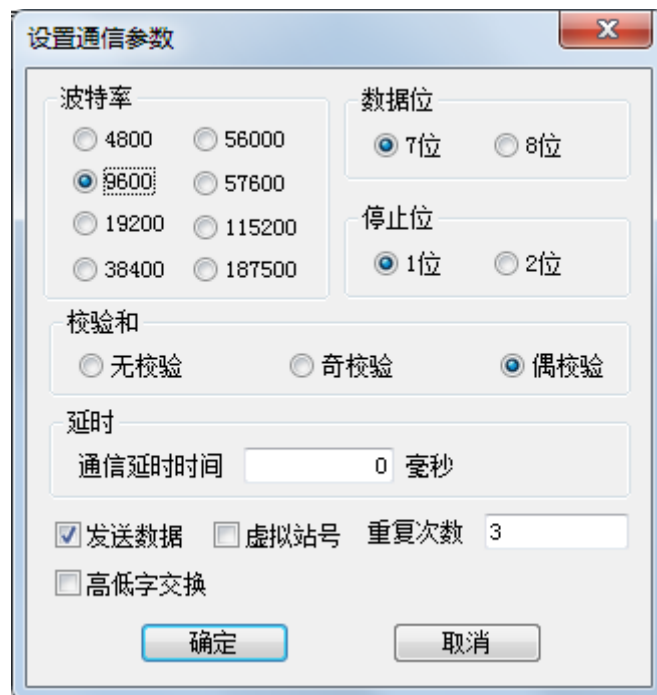 设置通信参数
波特率
4800 56000
9600 57600
19200 115200
38400 187500
数据位
7位 8位
停止位
1位 2位
校验和
无校验 奇校验 偶校验
延时
通信延时时间 0 毫秒
发送数据 虚拟站号 重复次数 3
高低字交换
确定 取消